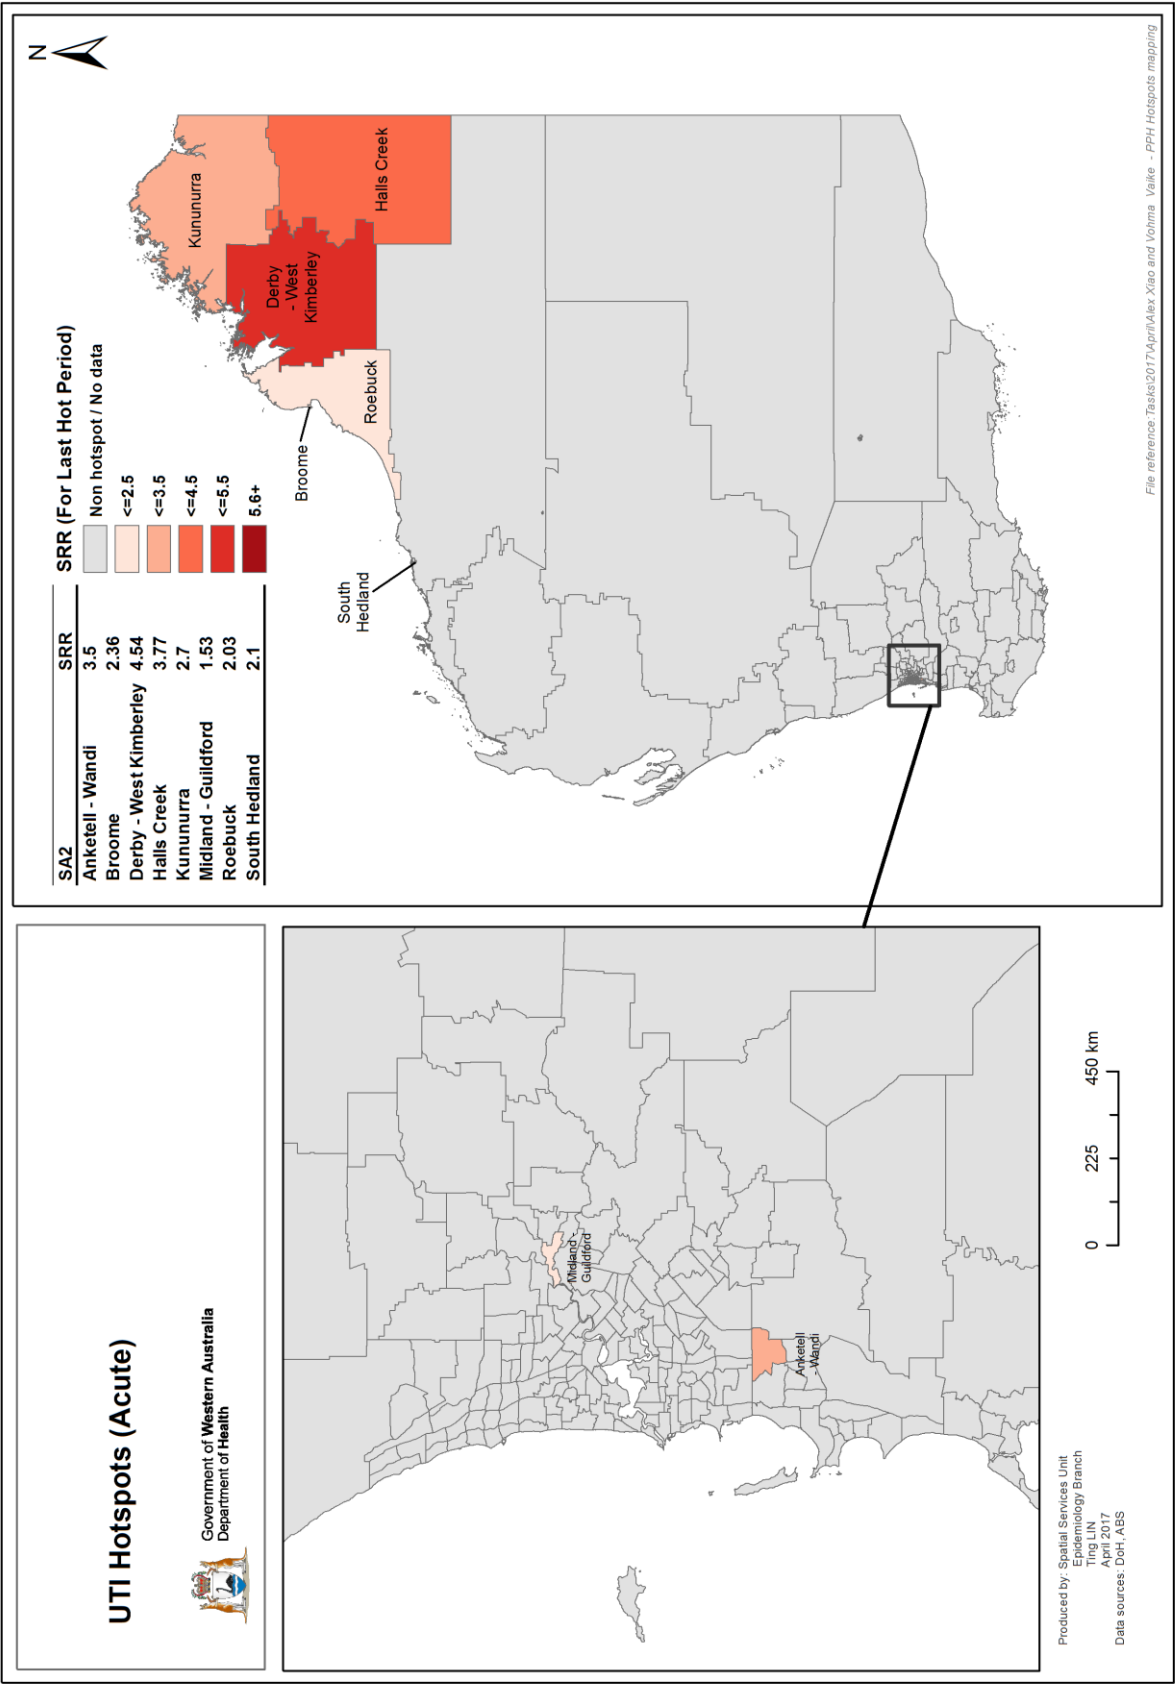 UTI Hotspots (Acute)
Government of Western Australia
Department of Health
SA2 SRR
Anketell - Wandi 3.5
Broome 2.36
Derby - West Kimberley 4.54
Halls Creek 3.77
Kununurra 2.7
Midland - Guildford 1.53
Roebuck 2.03
South Hedland 2.1
SRR (For Last Hot Period)
Non hotspot / No data
<=2.5
<=3.5
<=4.5
<=5.5
5.6+
N
Kununurra
Halls Creek
Derby
- West
Kimberley
Roebuck
Broome
South
Hedland
Midland -
Guildford
Anketell
- Wandi
0 225 450 km
Produced by: Spatial Services Unit
Epidemiology Branch
Ting LIN
April 2017
Data sources: DoH, ABS
File reference:Tasks\2017\April\Alex Xiao and Vohma Vaike - PPH Hotspots mapping